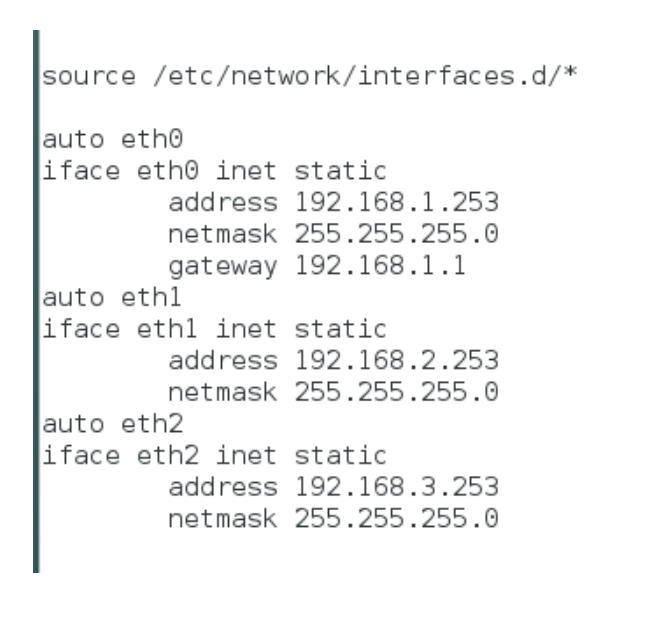 source /etc/network/interfaces.d/*
auto eth0
iface eth0 inet static
address 192.168.1.253
netmask 255.255.255.0
gateway 192.168.1.1
auto eth1
iface eth1 inet static
address 192.168.2.253
netmask 255.255.255.0
auto eth2
iface eth2 inet static
address 192.168.3.253
netmask 255.255.255.0